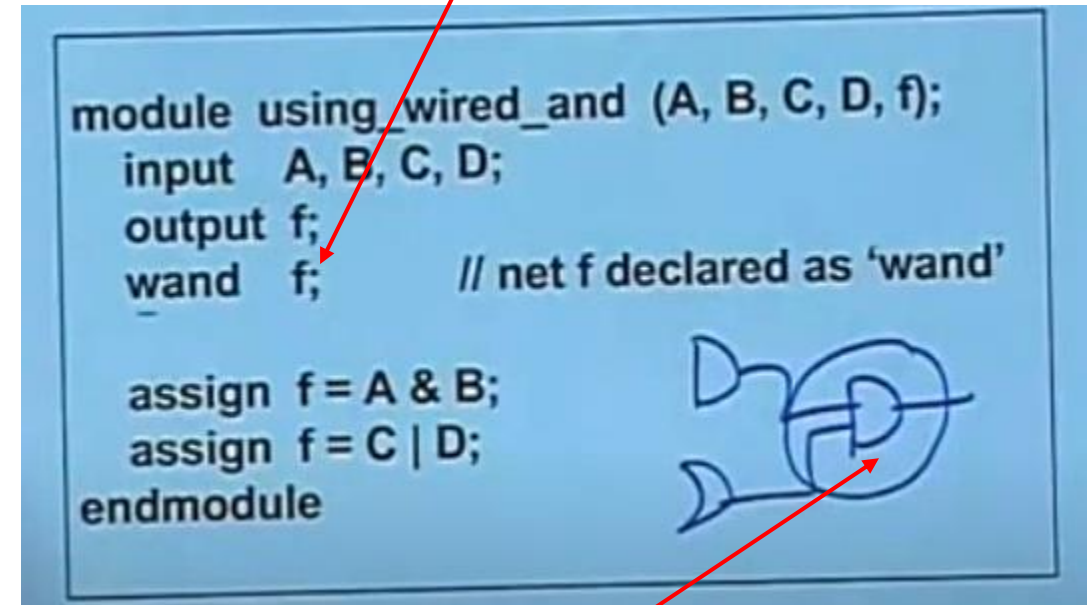 module using_wired_and (A, B, C, D, f);
input A, B, C, D;
output f;
wand f; // net f declared as ‘wand’
assign f = A & B;
assign f = C | D;
endmodule